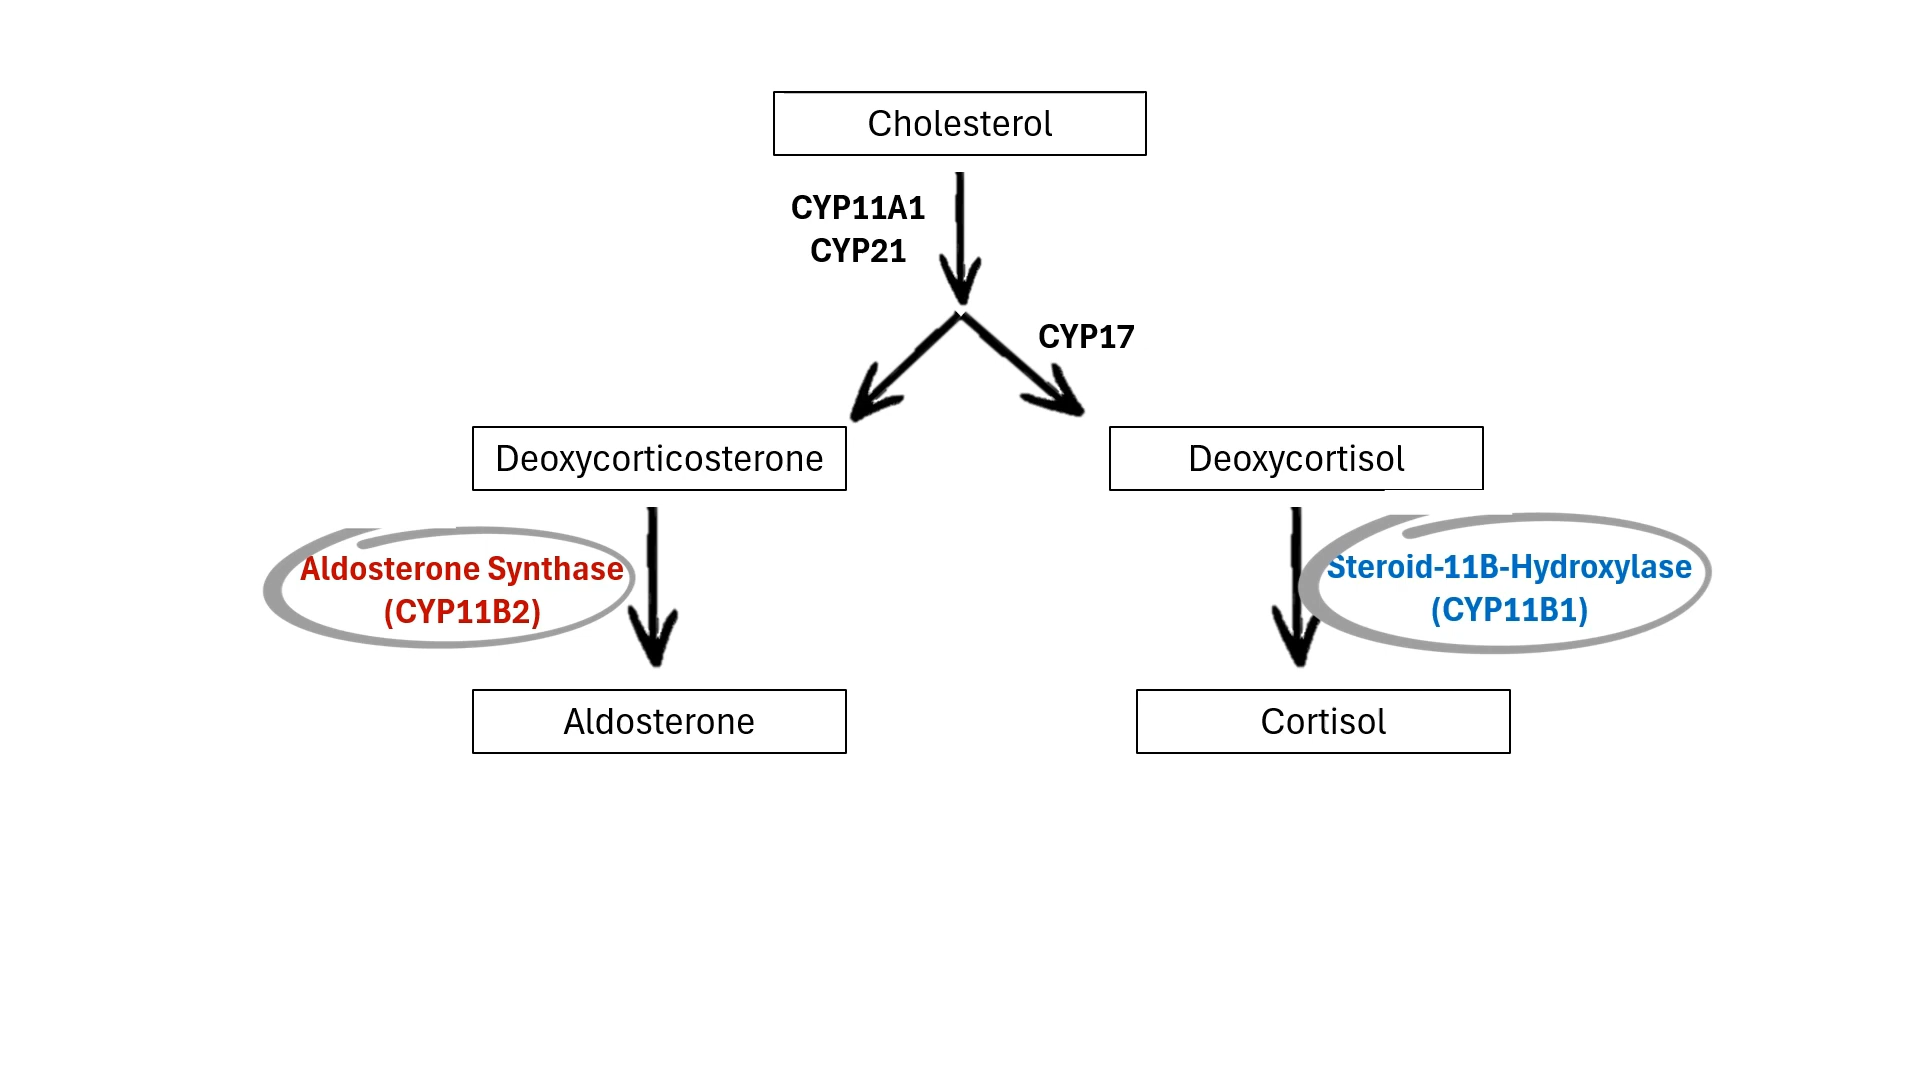 Cholesterol
CYP11A1
CYP21
CYP17
Deoxycorticosterone
Deoxycortisol
Aldosterone Synthase
(CYP11B2)
Steroid-11B-Hydroxylase
(CYP11B1)
Aldosterone
Cortisol